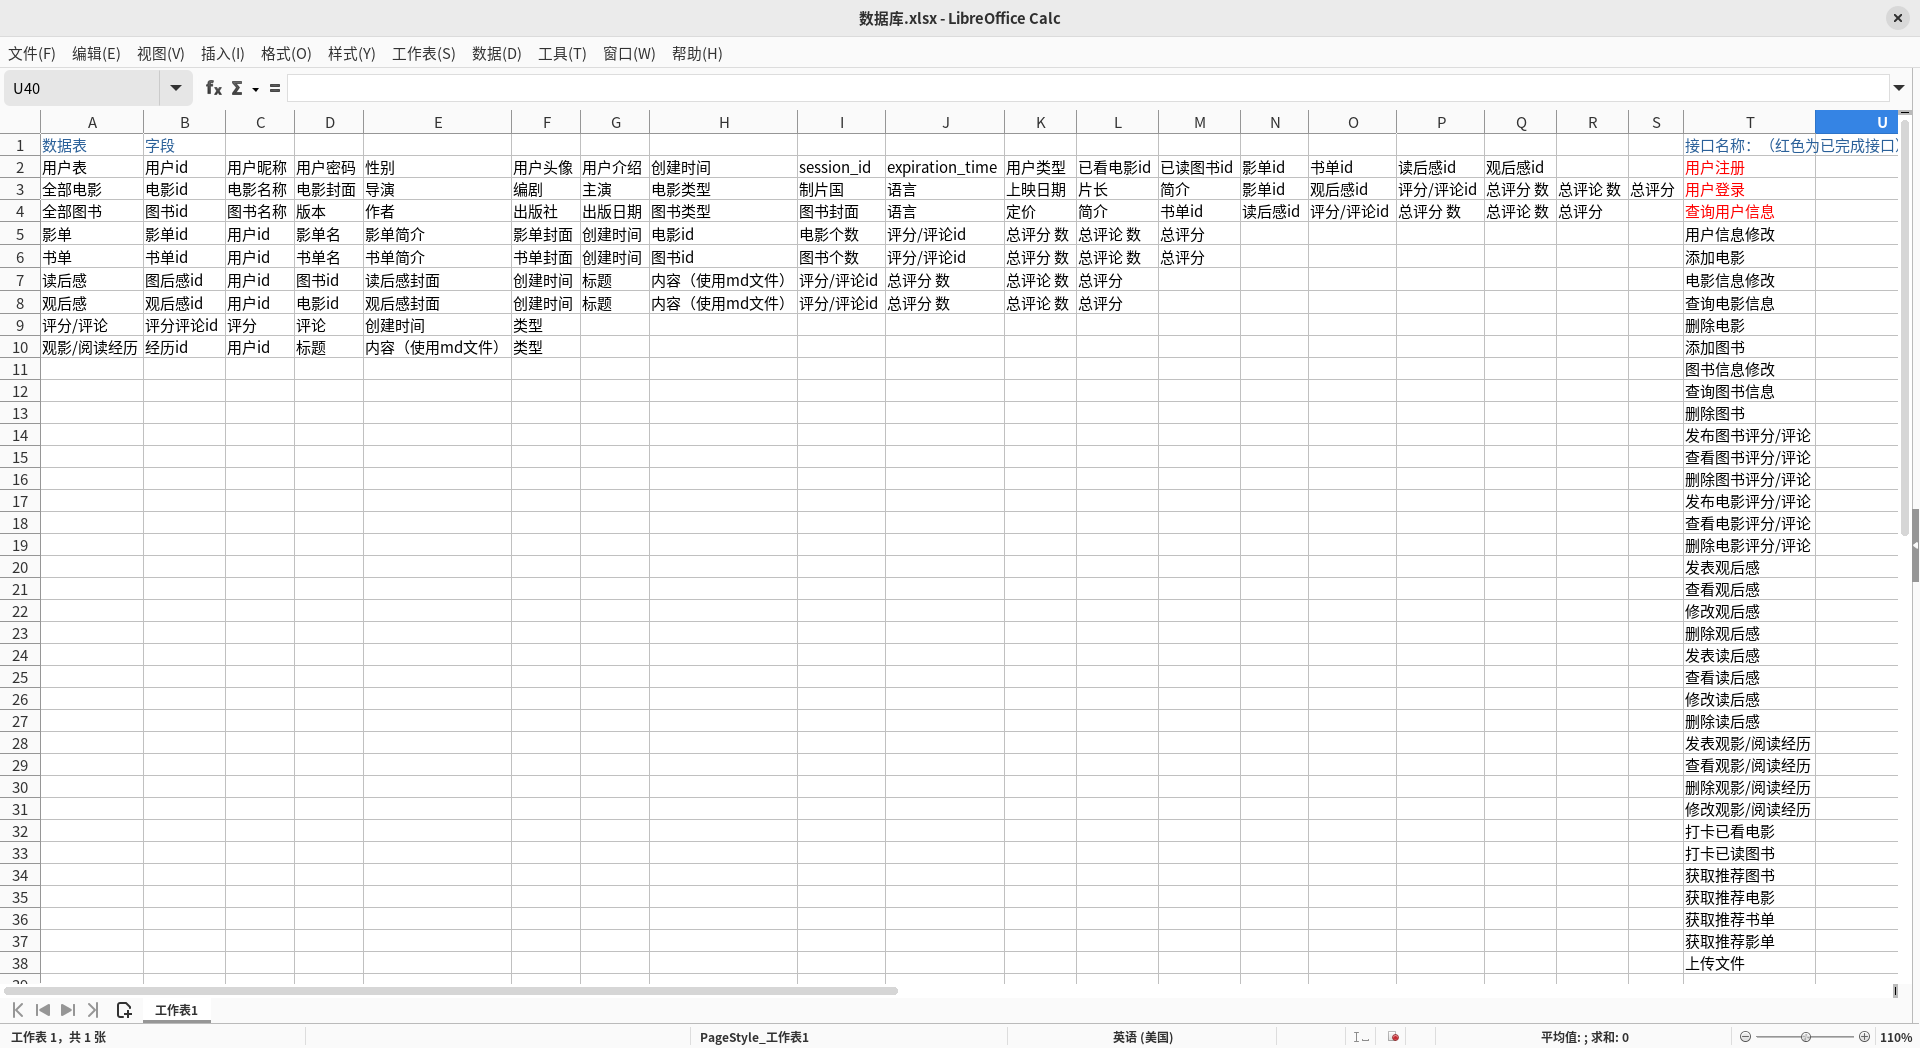 数据库.xlsx - LibreOffice Calc
文件(F) 编辑(E) 视图(V) 插入(I) 格式(O) 样式(Y) 工作表(S) 数据(D) 工具(T) 窗口(W) 帮助(H)
U40 fx Σ =
A B C D E F G H I J K L M N O P Q R S T U
1 数据表 字段 接口名称：（红色为已完成接口）
2 用户表 用户id 用户昵称 用户密码 性别 用户头像 用户介绍 创建时间 session_id expiration_time 用户类型 已看电影id 已读图书id 影单id 书单id 读后感id 观后感id 用户注册
3 全部电影 电影id 电影名称 电影封面 导演 编剧 主演 电影类型 制片国 语言 上映日期 片长 简介 影单id 观后感id 评分/评论id 总评分数 总评论数 总评分 用户登录
4 全部图书 图书id 图书名称 版本 作者 出版社 出版日期 图书类型 图书封面 语言 定价 简介 书单id 读后感id 评分/评论id 总评分数 总评论数 总评分 查询用户信息
5 影单 影单id 用户id 影单名 影单简介 影单封面 创建时间 电影id 电影个数 评分/评论id 总评分数 总评论数 总评分 用户信息修改
6 书单 书单id 用户id 书单名 书单简介 书单封面 创建时间 图书id 图书个数 评分/评论id 总评分数 总评论数 总评分 添加电影
7 读后感 图后感id 用户id 图书id 读后感封面 创建时间 标题 内容（使用md文件） 评分/评论id 总评分数 总评论数 总评分 电影信息修改
8 观后感 观后感id 用户id 电影id 观后感封面 创建时间 标题 内容（使用md文件） 评分/评论id 总评分数 总评论数 总评分 查询电影信息
9 评分/评论 评分评论id 评分 评论 创建时间 类型 删除电影
10 观影/阅读经历 经历id 用户id 标题 内容（使用md文件） 类型 添加图书
11 图书信息修改
12 查询图书信息
13 删除图书
14 发布图书评分/评论
15 查看图书评分/评论
16 删除图书评分/评论
17 发布电影评分/评论
18 查看电影评分/评论
19 删除电影评分/评论
20 发表观后感
21 查看观后感
22 修改观后感
23 删除观后感
24 发表读后感
25 查看读后感
26 修改读后感
27 删除读后感
28 发表观影/阅读经历
29 查看观影/阅读经历
30 删除观影/阅读经历
31 修改观影/阅读经历
32 打卡已看电影
33 打卡已读图书
34 获取推荐图书
35 获取推荐电影
36 获取推荐书单
37 获取推荐影单
38 上传文件
工作表1
工作表 1，共 1 张 PageStyle_工作表1 英语 (美国) 平均值: ; 求和: 0 110%